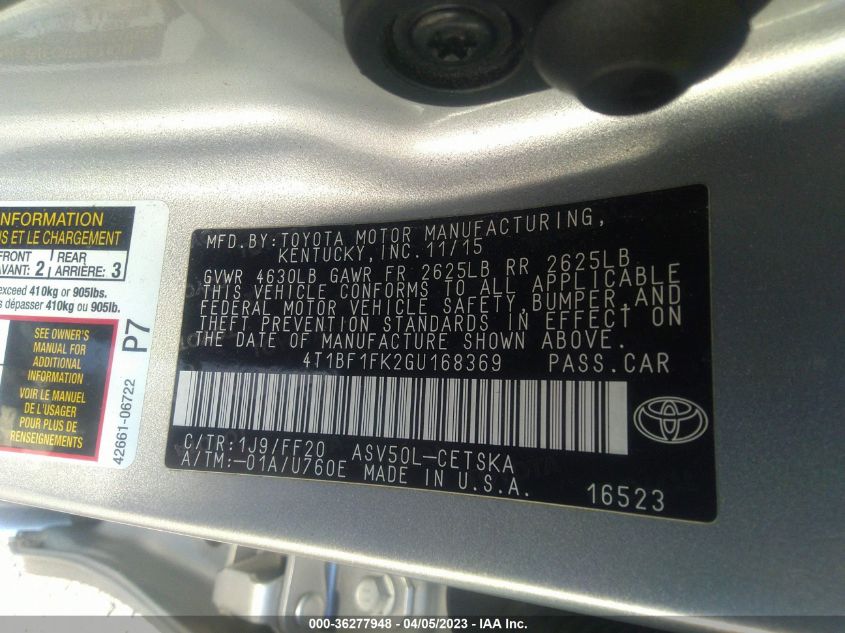 INFORMATION
NS ET LE CHARGEMENT
FRONT
AVANT: 2
REAR
ARRIÈRE: 3
exceed 410kg or 905lbs.
s dépasser 410kg ou 905lb.
SEE OWNER'S
MANUAL FOR
ADDITIONAL
INFORMATION
VOIR LE MANUEL
DE L'USAGER
POUR PLUS DE
RENSEIGNEMENTS
P7
42661-06722
MFD.BY:TOYOTA MOTOR MANUFACTURING,
KENTUCKY,INC.11/15
GVWR 4630LB GAWR FR 2625LB RR 2625LB
THIS VEHICLE CONFORMS TO ALL APPLICABLE
FEDERAL MOTOR VEHICLE SAFETY,BUMPER,AND
THEFT PREVENTION STANDARDS IN EFFECT ON
THE DATE OF MANUFACTURE SHOWN ABOVE.
4T1BF1FK2GU168369 PASS.CAR
C/TR:1J9/FF20 ASV50L-CETSKA
A/TM:-01A/U760E MADE IN U.S.A.
16523
000-36277948 - 04/05/2023 - IAA Inc.